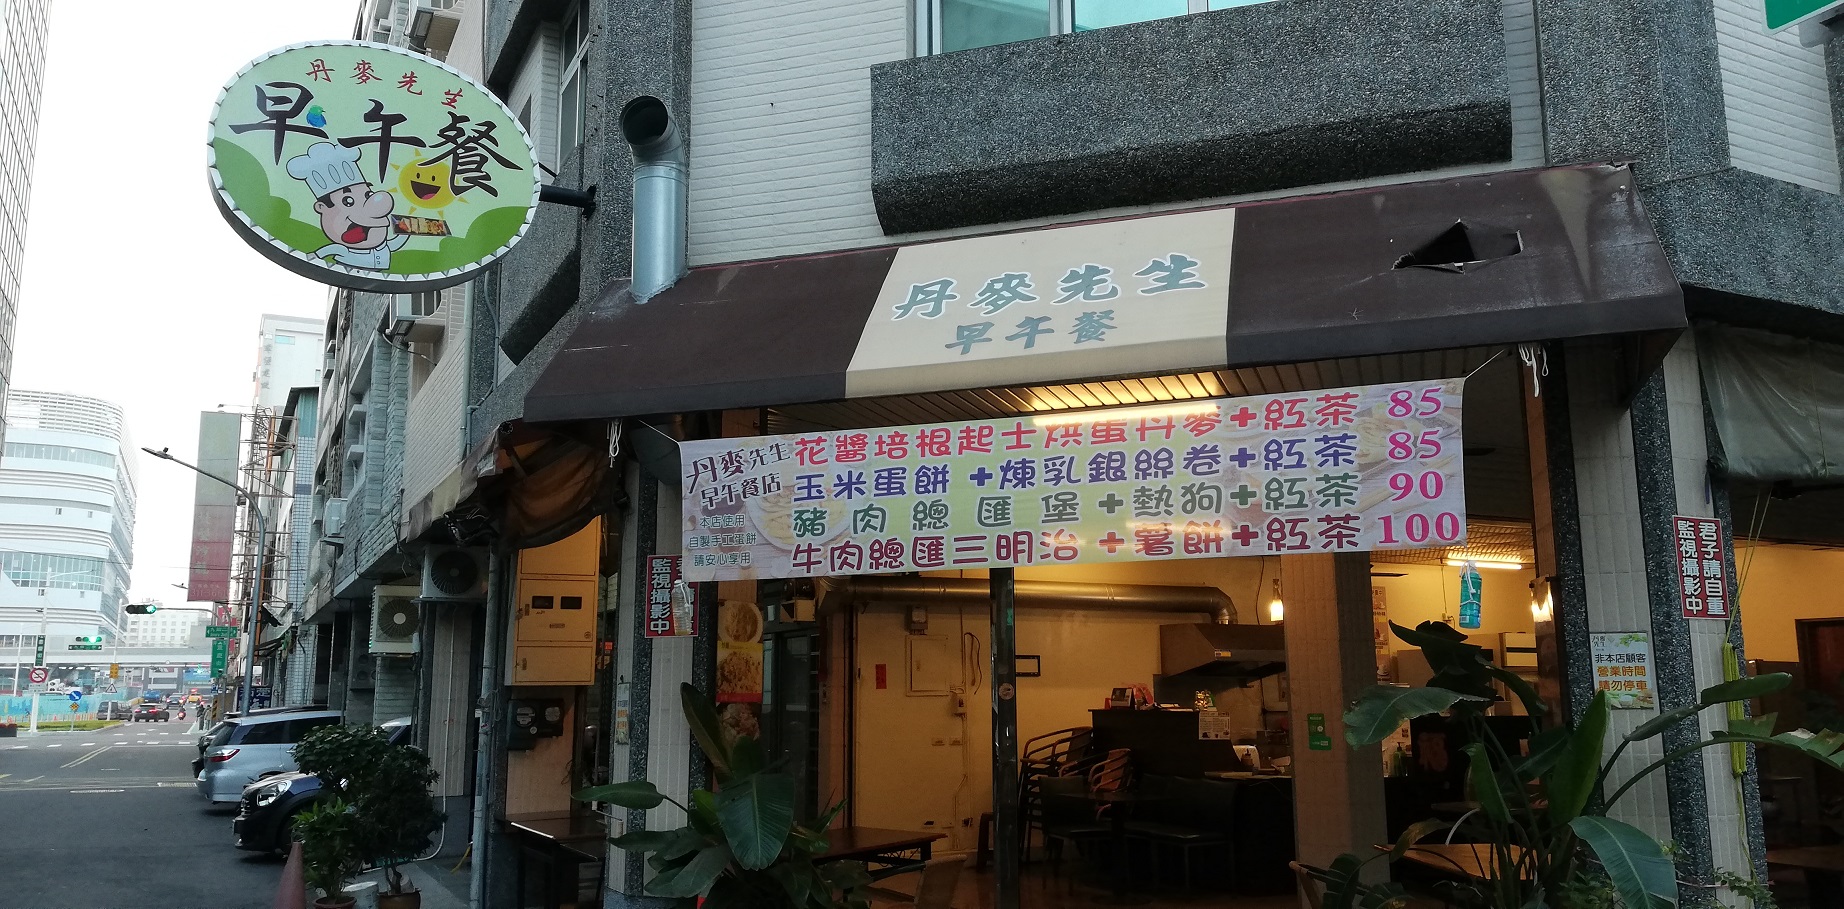 丹麥先生
早午餐
丹麥先生
早午餐
丹麥先生
早午餐店
本店使用
自製手工蛋餅
請安心享用
花醬培根起士烘蛋丹麥+紅茶 85
玉米蛋餅+煉乳銀絲卷+紅茶 85
豬肉總匯堡+熱狗+紅茶 90
牛肉總匯三明治+薯餅+紅茶 100
監視攝影中
君子請自重
監視攝影中
非本店顧客
營業時間
請勿停車